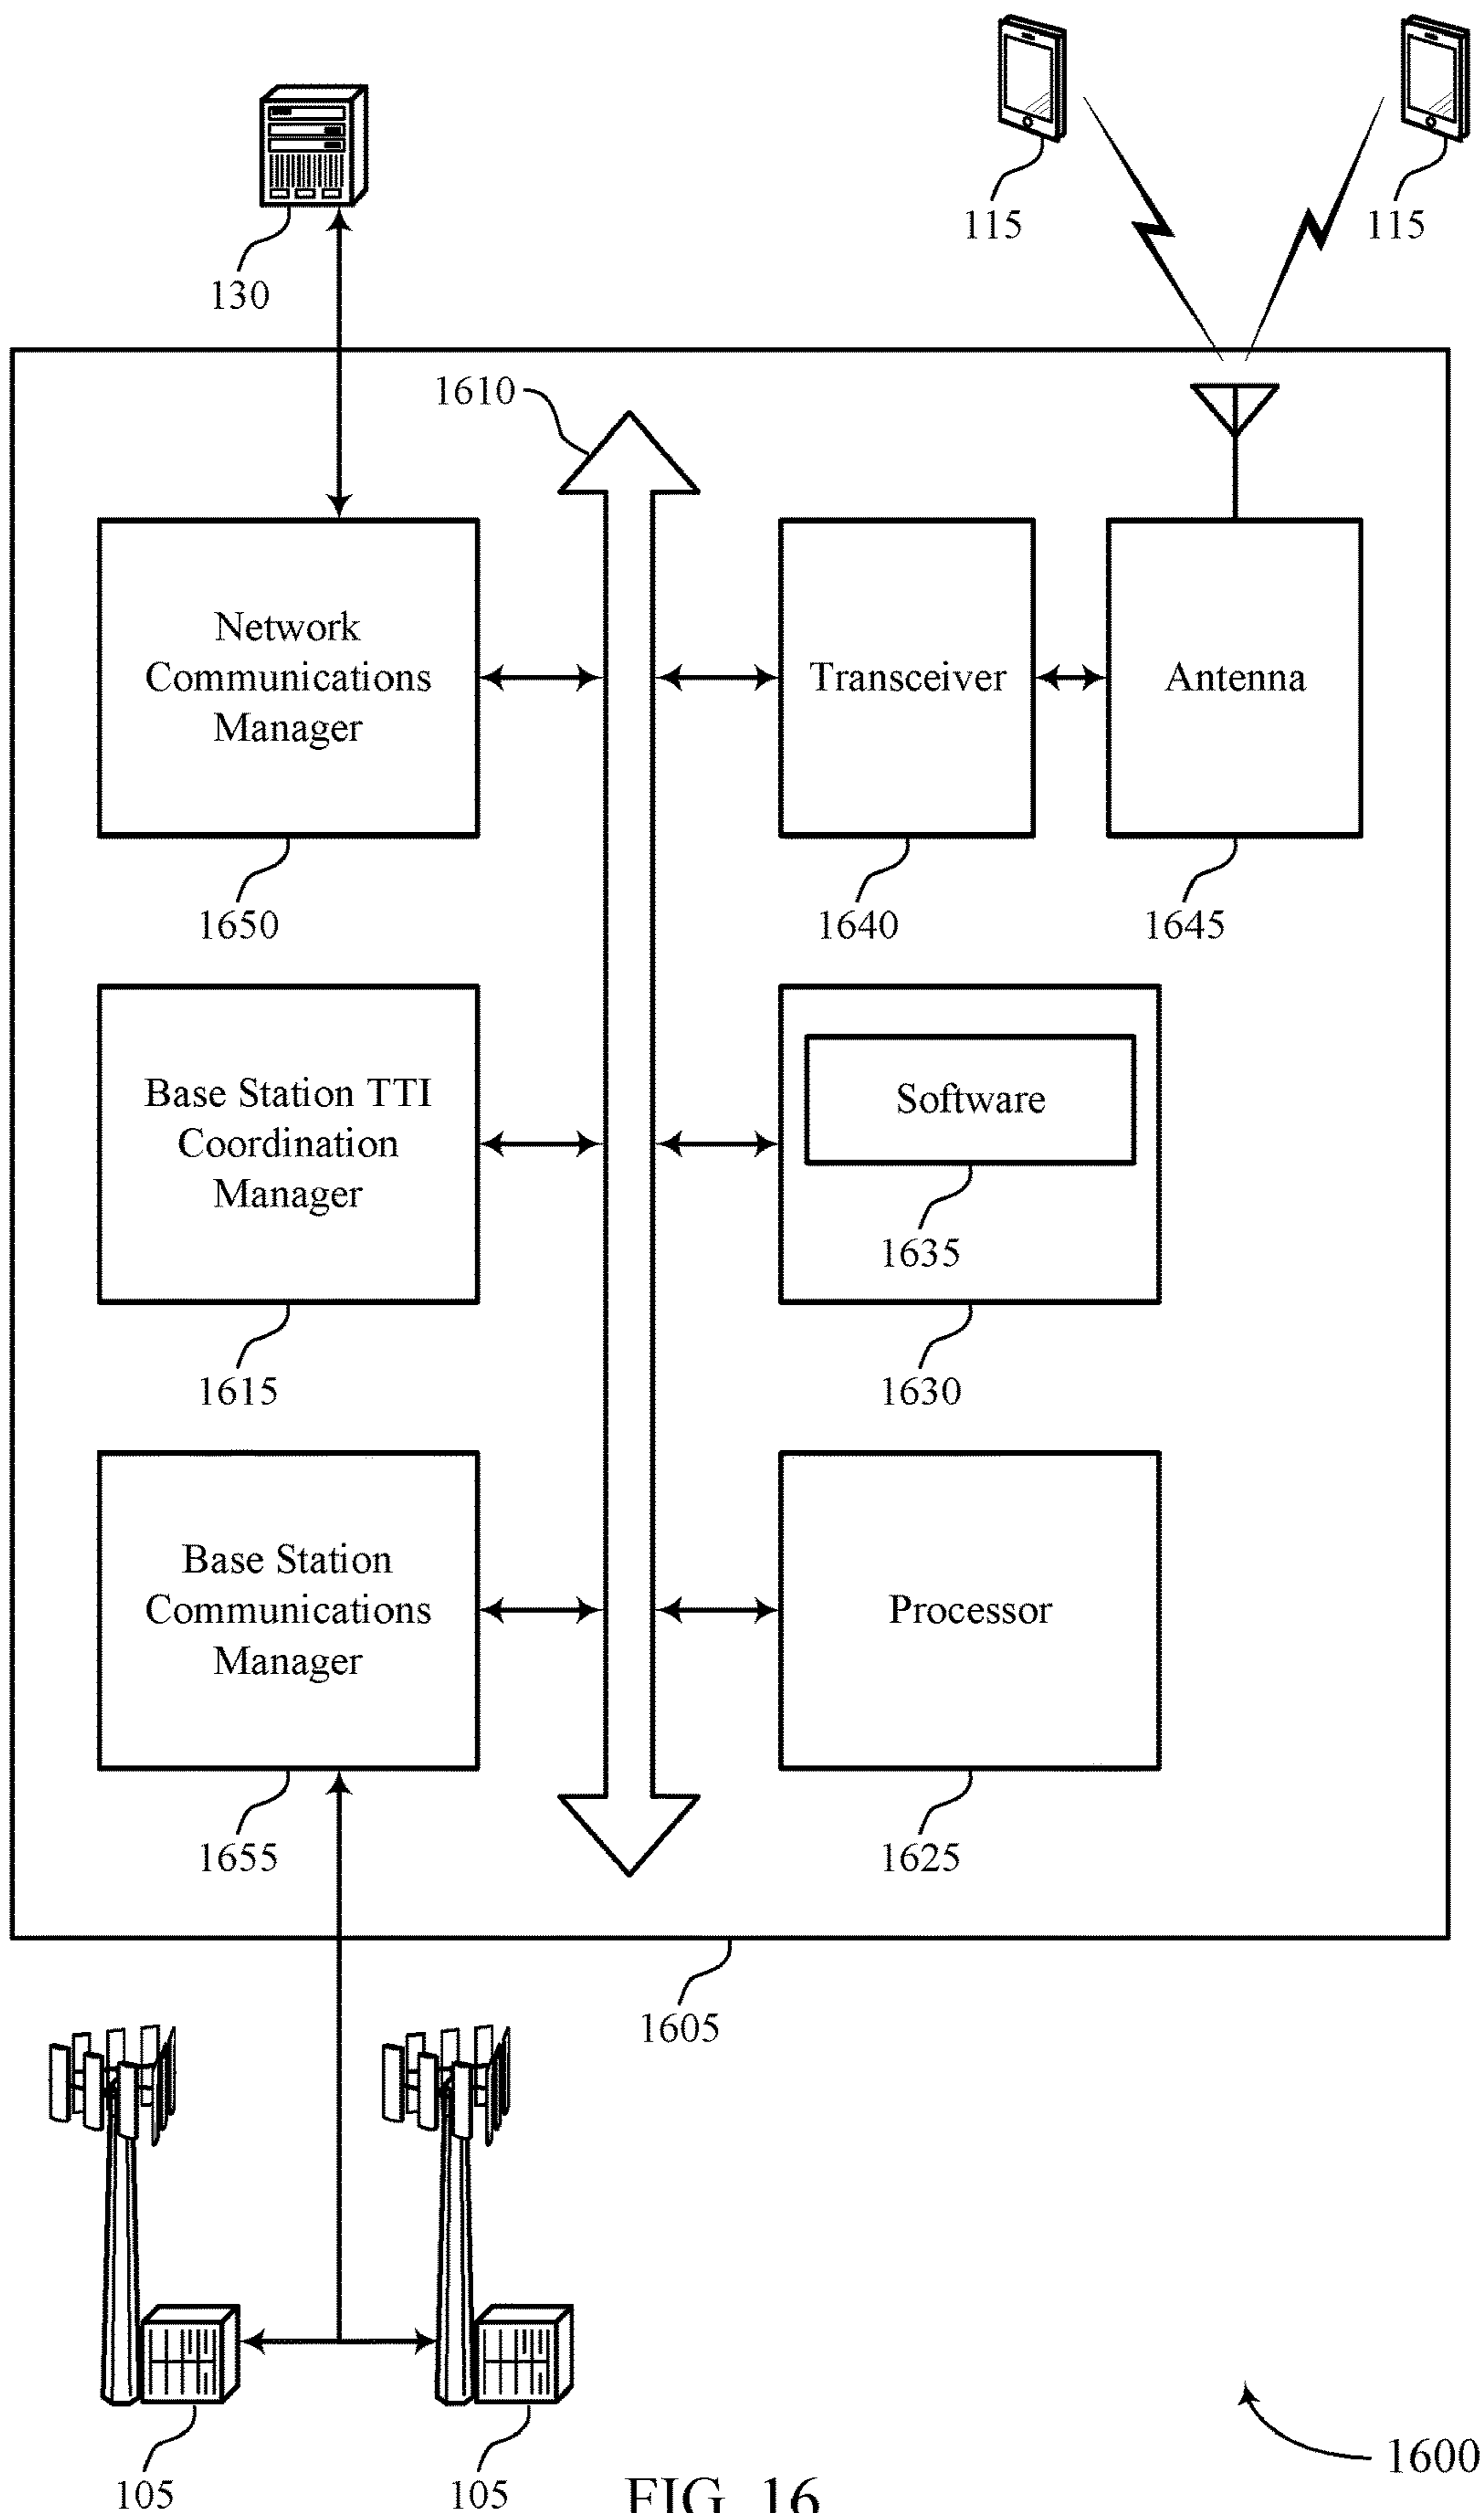 130
115
115
1610
Network
Communications
Manager
Transceiver
Antenna
1650
1640
1645
Base Station TTI
Coordination
Manager
Software
1635
1615
1630
Base Station
Communications
Manager
Processor
1655
1625
1605
105
105
1600
FIG. 16